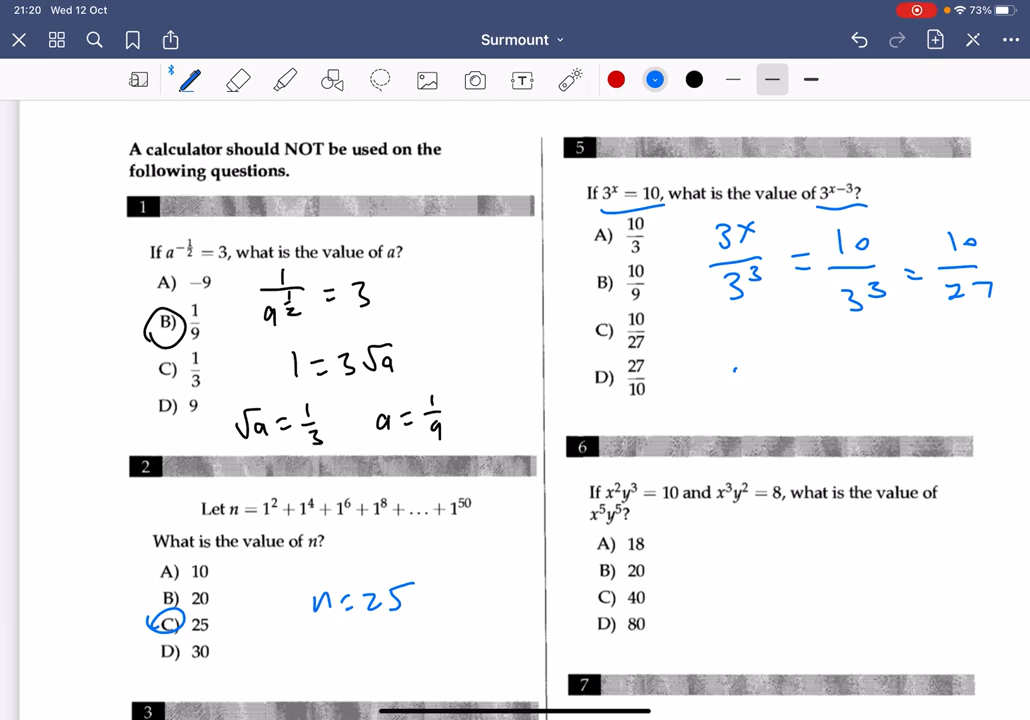 21:20 Wed 12 Oct
73%
Surmount
T
A calculator should NOT be used on the
following questions.
1
If a^{-1/2} = 3, what is the value of a?
A) −9
B) 1/9
C) 1/3
D) 9
1/a^{1/2} = 3
1 = 3√a
√a = 1/3 a = 1/9
2
Let n = 1² + 1⁴ + 1⁶ + 1⁸ + ... + 1⁵⁰
What is the value of n?
A) 10
B) 20
C) 25
D) 30
n = 25
3
5
If 3ˣ = 10, what is the value of 3ˣ⁻³?
A) 10/3
B) 10/9
C) 10/27
D) 27/10
3x/3³ = 10/3³ = 10/27
6
If x²y³ = 10 and x³y² = 8, what is the value of
x⁵y⁵?
A) 18
B) 20
C) 40
D) 80
7